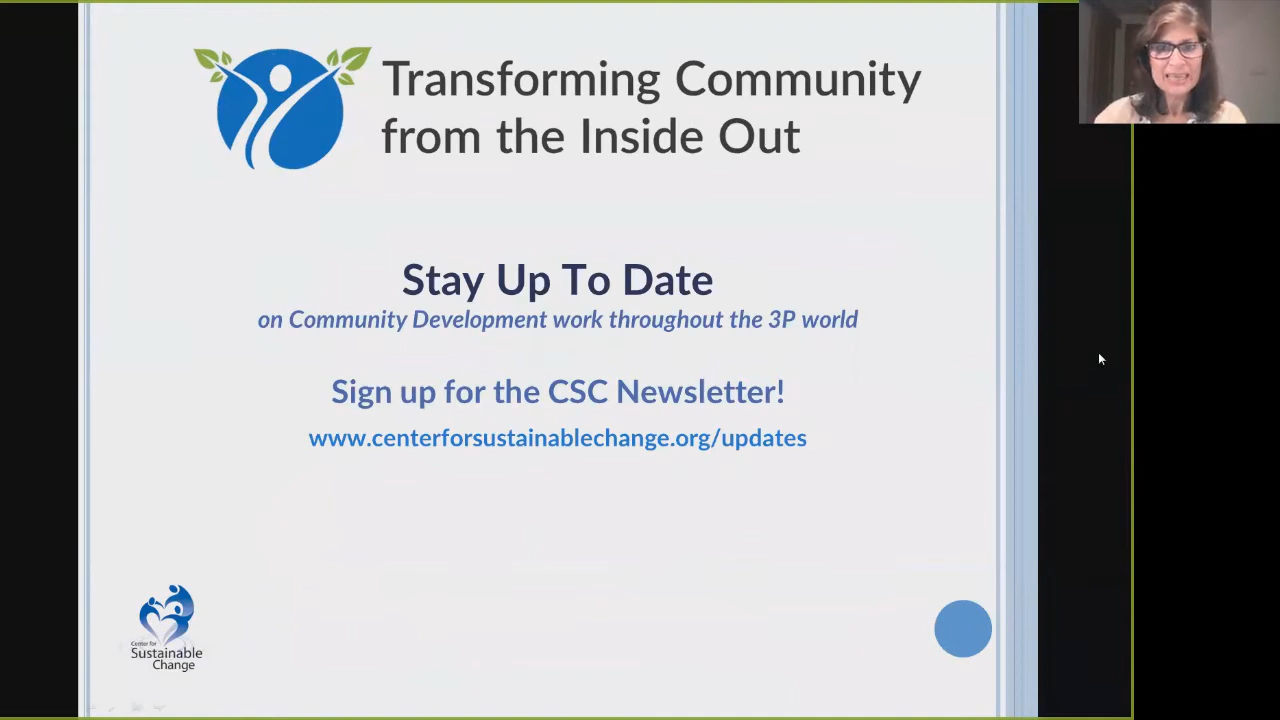 Transforming Community
from the Inside Out
Stay Up To Date
on Community Development work throughout the 3P world
Sign up for the CSC Newsletter!
www.centerforsustainablechange.org/updates
Center for
Sustainable
Change